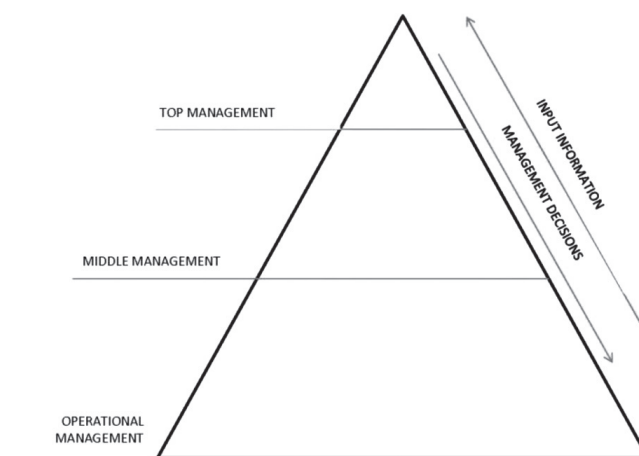 TOP MANAGEMENT
INPUT INFORMATION
MANAGEMENT DECISIONS
MIDDLE MANAGEMENT
OPERATIONAL
MANAGEMENT